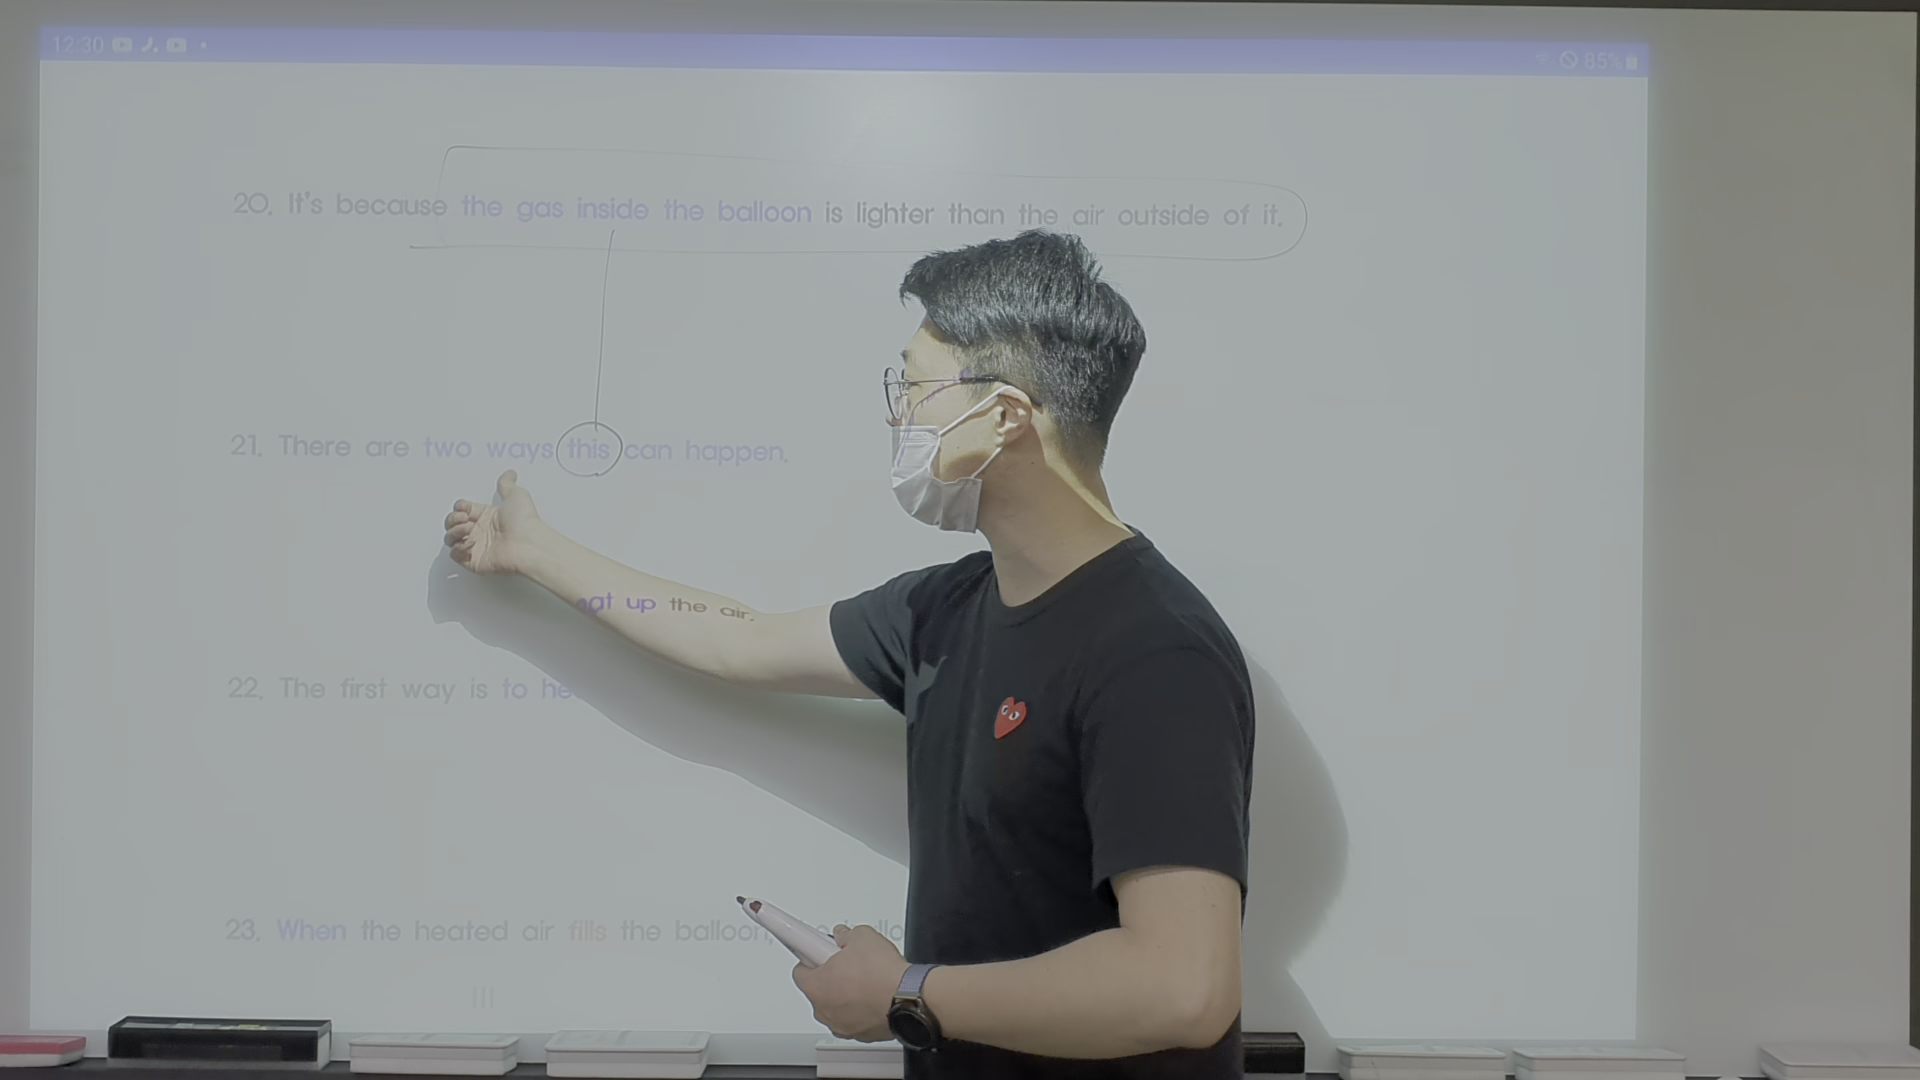 12:30
85%
20. It's because the gas inside the balloon is lighter than the air outside of it.
21. There are two ways this can happen.
22. The first way is to heat up the air.
23. When the heated air fills the balloon,